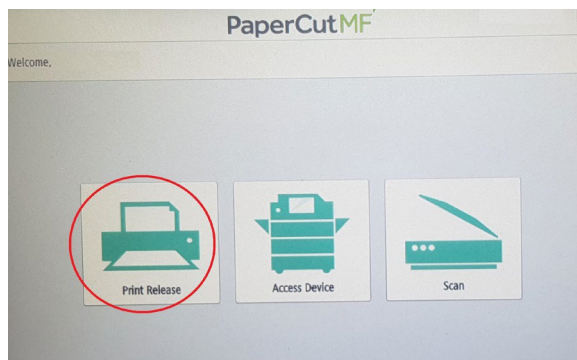 PaperCutMF
Welcome,
Print Release
Access Device
Scan